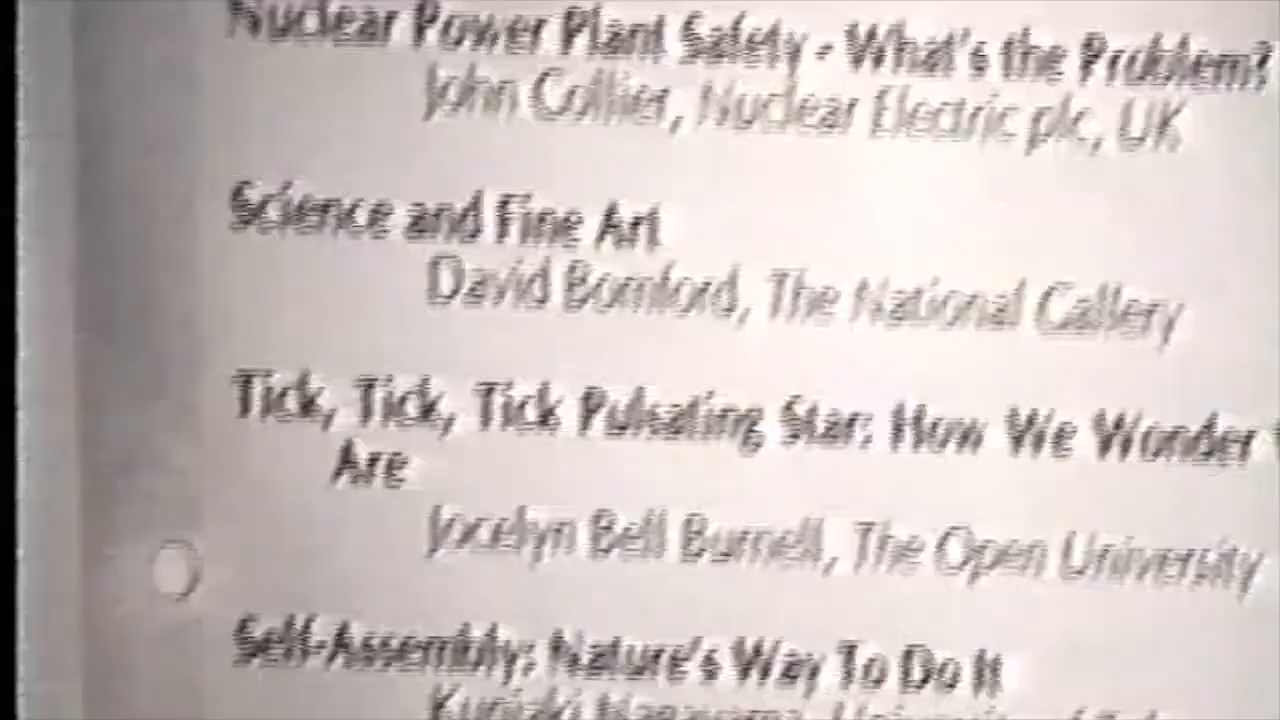 Nuclear Power Plant Safety - What's the Problem?
John Collier, Nuclear Electric plc, UK
Science and Fine Art
David Bomford, The National Gallery
Tick, Tick, Tick Pulsating Star: How We Wonder
Are
Jocelyn Bell Burnell, The Open University
Self-Assembly: Nature's Way To Do It